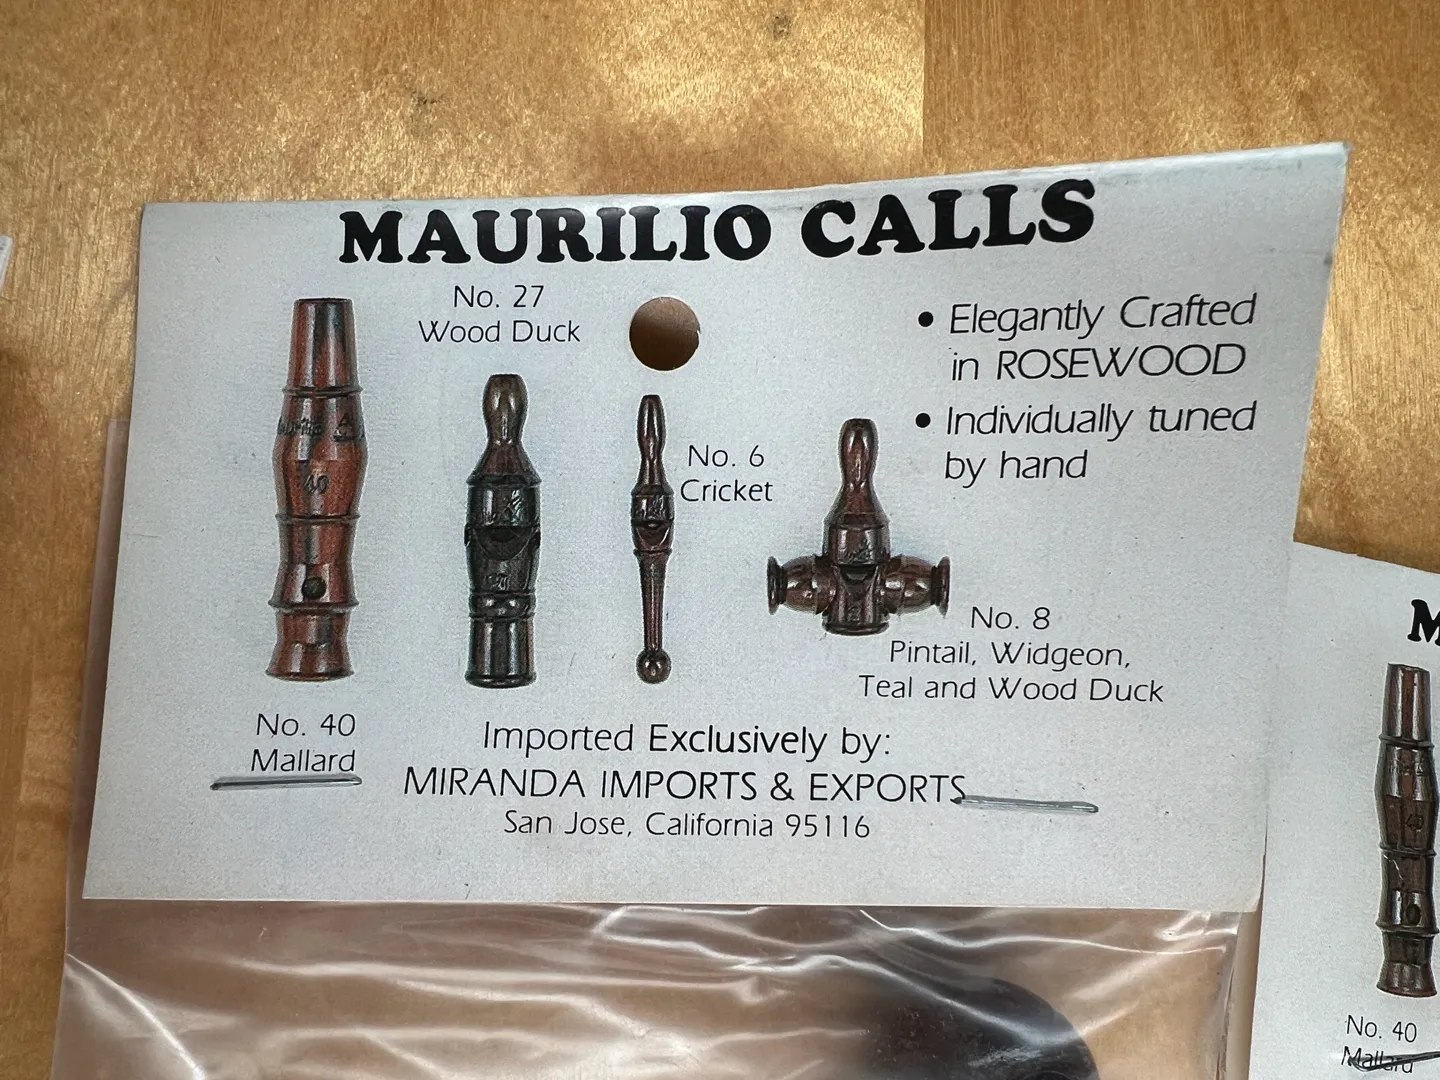 MAURILIO CALLS
No. 27
Wood Duck
• Elegantly Crafted
in ROSEWOOD
• Individually tuned
by hand
40
No. 6
Cricket
No. 8
Pintail, Widgeon,
Teal and Wood Duck
No. 40
Mallard
Imported Exclusively by:
MIRANDA IMPORTS & EXPORTS
San Jose, California 95116
M
40
No. 40
Mallard